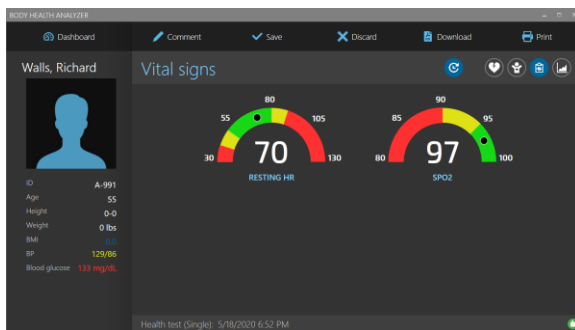 BODY HEALTH ANALYZER
Dashboard
Comment
Save
Discard
Download
Print
Walls, Richard
Vital signs
ID A-991
Age 55
Height 0-0
Weight 0 lbs
BMI 0.0
BP 129/86
Blood glucose 133 mg/dL
80
55 105
30 70 130
RESTING HR
90
85 95
80 97 100
SPO2
Health test (Single): 5/18/2020 6:52 PM